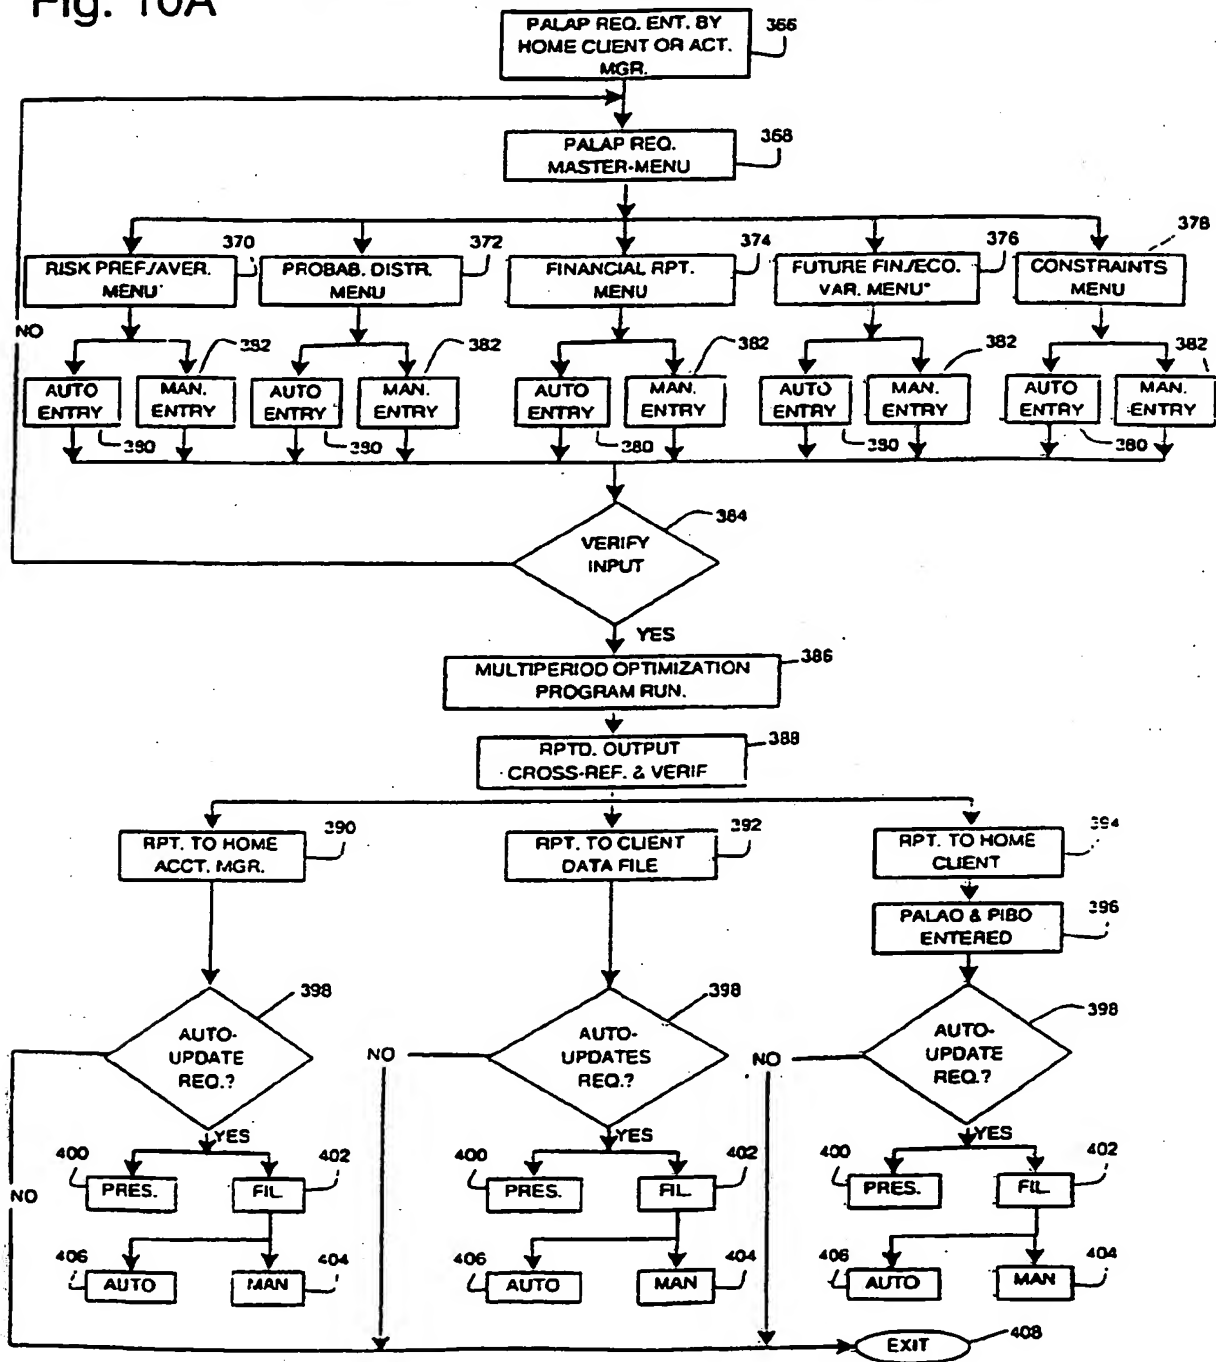 Fig. 10A
PALAP REQ. ENT. BY
HOME CLIENT OR ACT.
MGR.
366
PALAP REQ.
MASTER-MENU
368
RISK PREF./AVER.
MENU
370
PROBAB. DISTR.
MENU
372
FINANCIAL RPT.
MENU
374
FUTURE FIN./ECO.
VAR. MENU
376
CONSTRAINTS
MENU
378
NO
AUTO
ENTRY
380
MAN.
ENTRY
382
AUTO
ENTRY
380
MAN.
ENTRY
382
AUTO
ENTRY
380
MAN.
ENTRY
382
AUTO
ENTRY
380
MAN.
ENTRY
382
AUTO
ENTRY
380
MAN.
ENTRY
382
VERIFY
INPUT
384
YES
MULTIPERIOD OPTIMIZATION
PROGRAM RUN.
386
RPTD. OUTPUT
CROSS-REF. & VERIF
388
RPT. TO HOME
ACCT. MGR.
390
RPT. TO CLIENT
DATA FILE
392
RPT. TO HOME
CLIENT
394
PALAO & PIBO
ENTERED
396
AUTO-
UPDATE
REQ.?
398
NO
AUTO-
UPDATES
REQ.?
398
NO
AUTO-
UPDATE
REQ.?
398
NO
YES
400
PRES.
FIL.
402
406
AUTO
MAN
404
YES
400
PRES.
FIL.
402
406
AUTO
MAN
404
YES
400
PRES.
FIL.
402
406
AUTO
MAN
404
EXIT
408